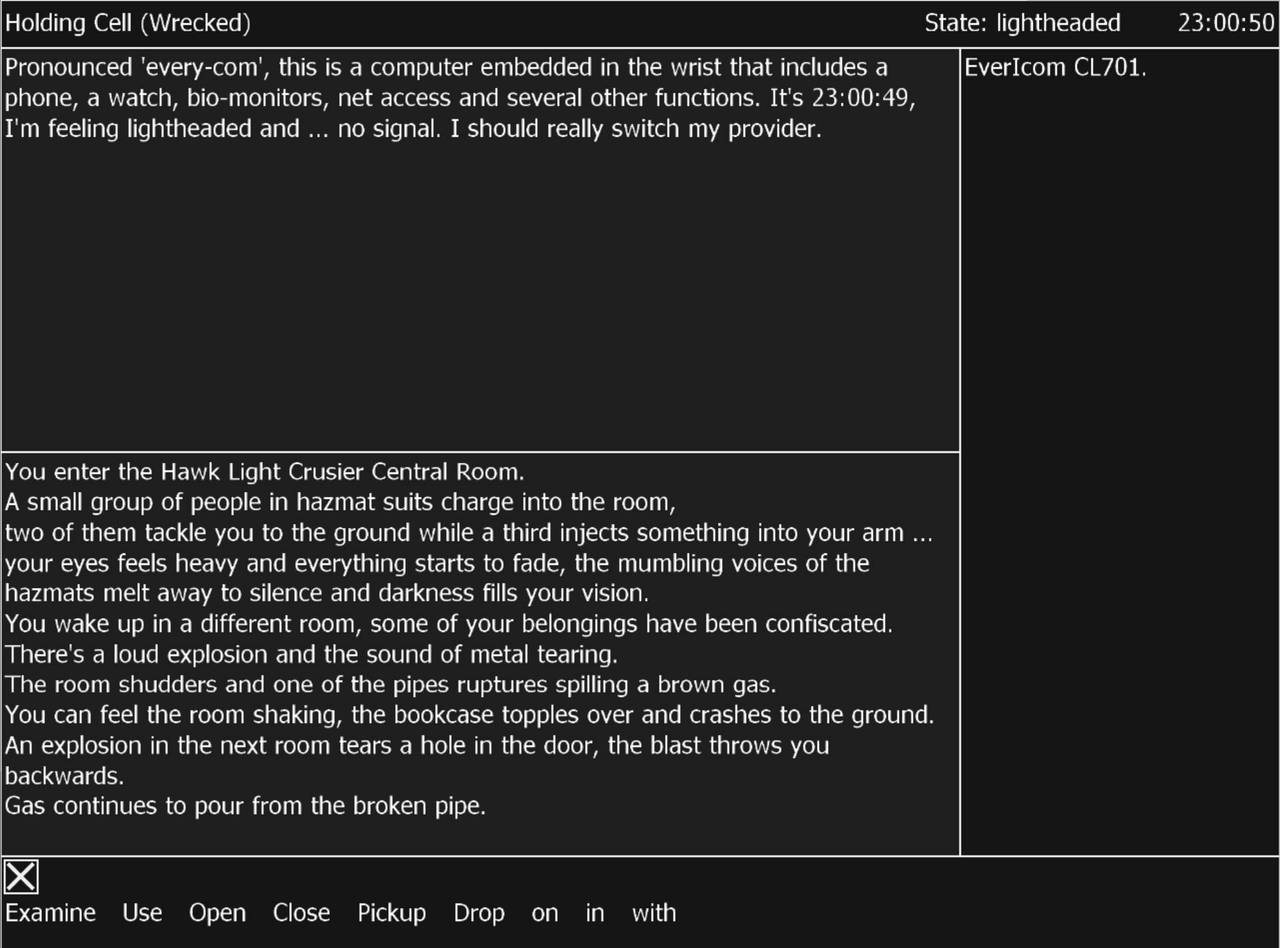 Holding Cell (Wrecked) State: lightheaded 23:00:50
Pronounced 'every-com', this is a computer embedded in the wrist that includes a
phone, a watch, bio-monitors, net access and several other functions. It's 23:00:49,
I'm feeling lightheaded and ... no signal. I should really switch my provider.
EverIcom CL701.
You enter the Hawk Light Crusier Central Room.
A small group of people in hazmat suits charge into the room,
two of them tackle you to the ground while a third injects something into your arm ...
your eyes feels heavy and everything starts to fade, the mumbling voices of the
hazmats melt away to silence and darkness fills your vision.
You wake up in a different room, some of your belongings have been confiscated.
There's a loud explosion and the sound of metal tearing.
The room shudders and one of the pipes ruptures spilling a brown gas.
You can feel the room shaking, the bookcase topples over and crashes to the ground.
An explosion in the next room tears a hole in the door, the blast throws you
backwards.
Gas continues to pour from the broken pipe.
Examine Use Open Close Pickup Drop on in with